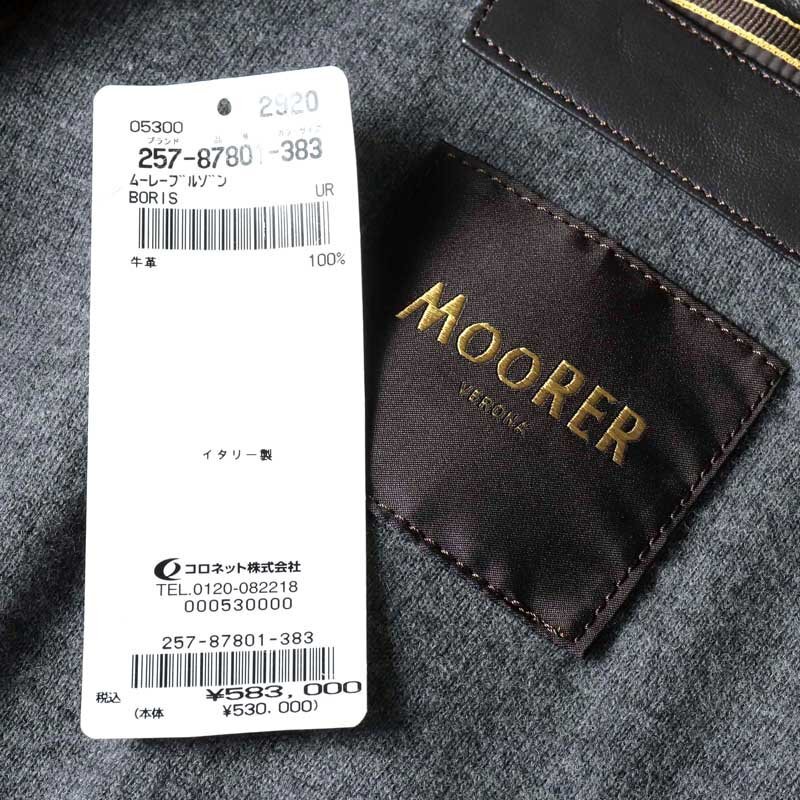 2920
05300
ブランド 品番 カラー サイズ
257-87801-383
ムーレーブルゾン
BORIS UR
牛革 100%
イタリー製
コロネット株式会社
TEL.0120-082218
000530000
257-87801-383
税込 ¥583,000
(本体 ¥530,000)
MOORER
VERONA